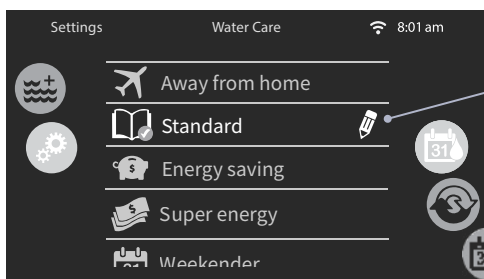 Settings Water Care 8:01 am
Away from home
Standard
Energy saving
Super energy
Weekender